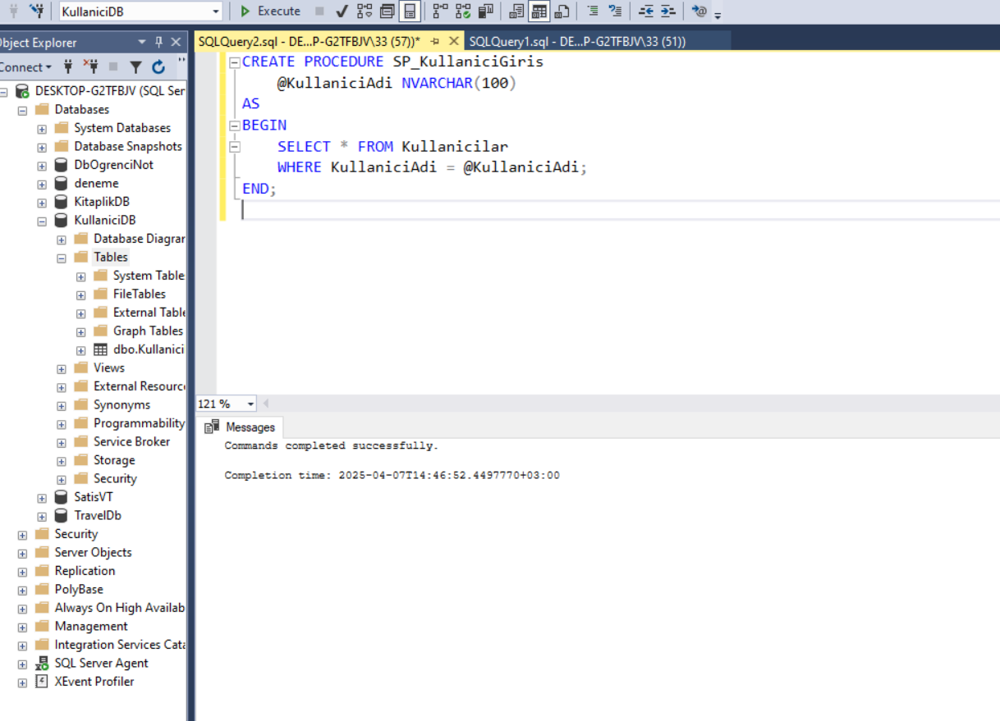 KullaniciDB
Execute
Object Explorer
SQLQuery2.sql - DE...P-G2TFBJV\33 (57))*
SQLQuery1.sql - DE...P-G2TFBJV\33 (51))
Connect
DESKTOP-G2TFBJV (SQL Ser
Databases
System Databases
Database Snapshots
DbOgrenciNot
deneme
KitaplikDB
KullaniciDB
Database Diagrar
Tables
System Table
FileTables
External Table
Graph Tables
dbo.Kullanici
Views
External Resource
Synonyms
Programmability
Service Broker
Storage
Security
SatisVT
TravelDb
Security
Server Objects
Replication
PolyBase
Always On High Availab
Management
Integration Services Cata
SQL Server Agent
XEvent Profiler
CREATE PROCEDURE SP_KullaniciGiris
@KullaniciAdi NVARCHAR(100)
AS
BEGIN
SELECT * FROM Kullanicilar
WHERE KullaniciAdi = @KullaniciAdi;
END;
121 %
Messages
Commands completed successfully.
Completion time: 2025-04-07T14:46:52.4497770+03:00